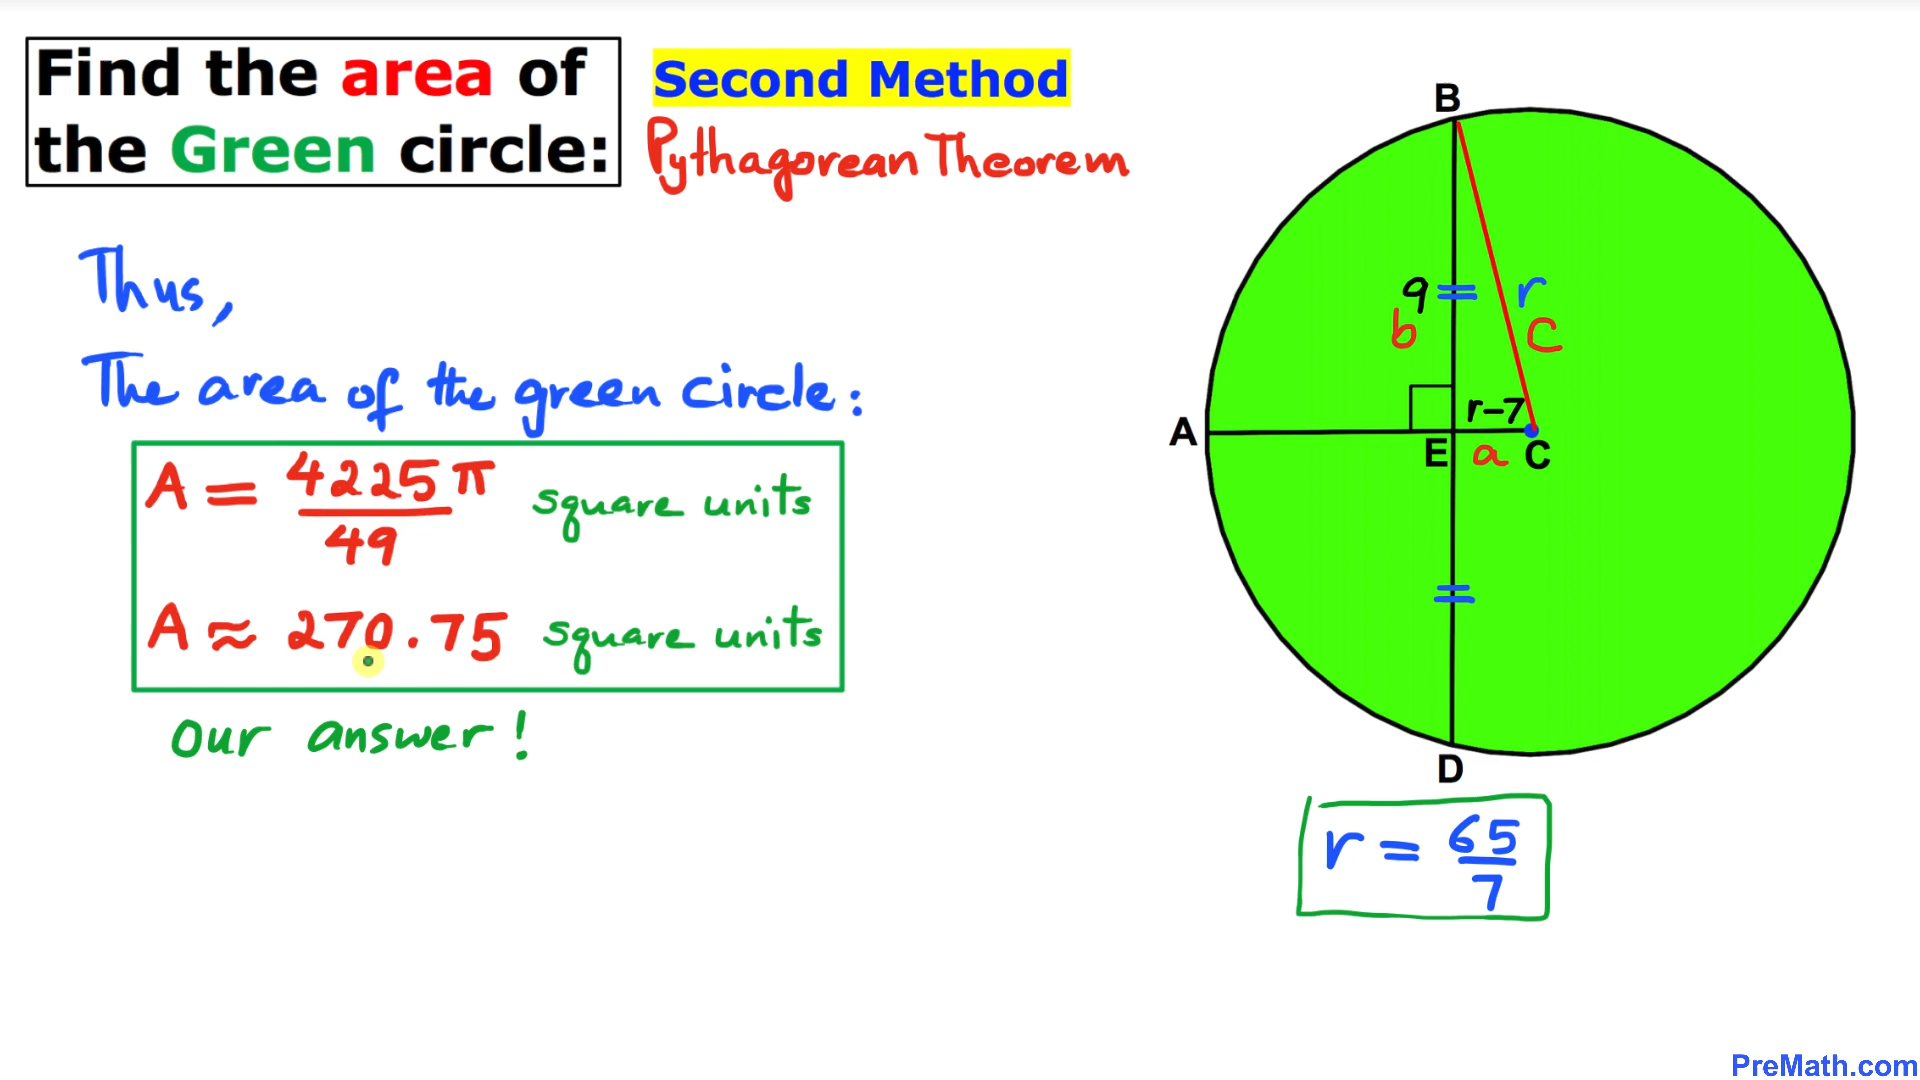 Find the area of
the Green circle:
Second Method
Pythagorean Theorem
Thus,
The area of the green circle:
A = 4225π
49
square units
A ≈ 270.75 square units
our answer!
B
9
r
b
C
r-7
A
E
a
C
D
r = 65
7
PreMath.com